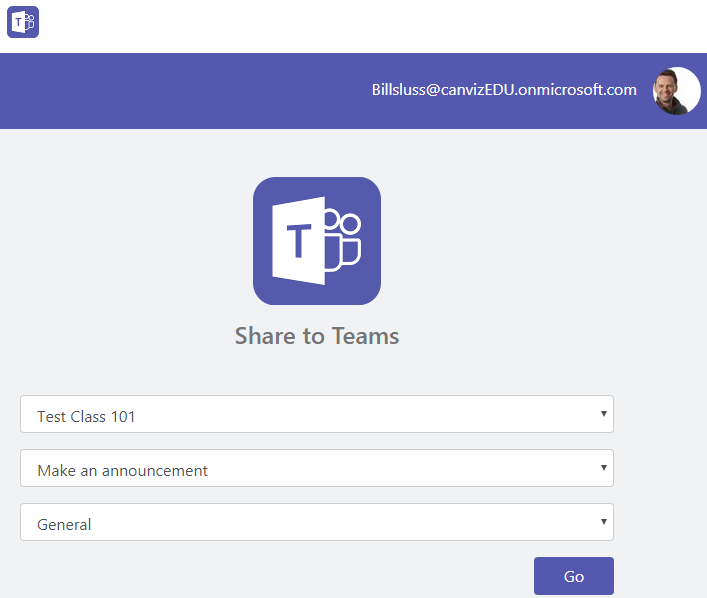 T
Billsluss@canvizEDU.onmicrosoft.com
T
Share to Teams
Test Class 101
Make an announcement
General
Go